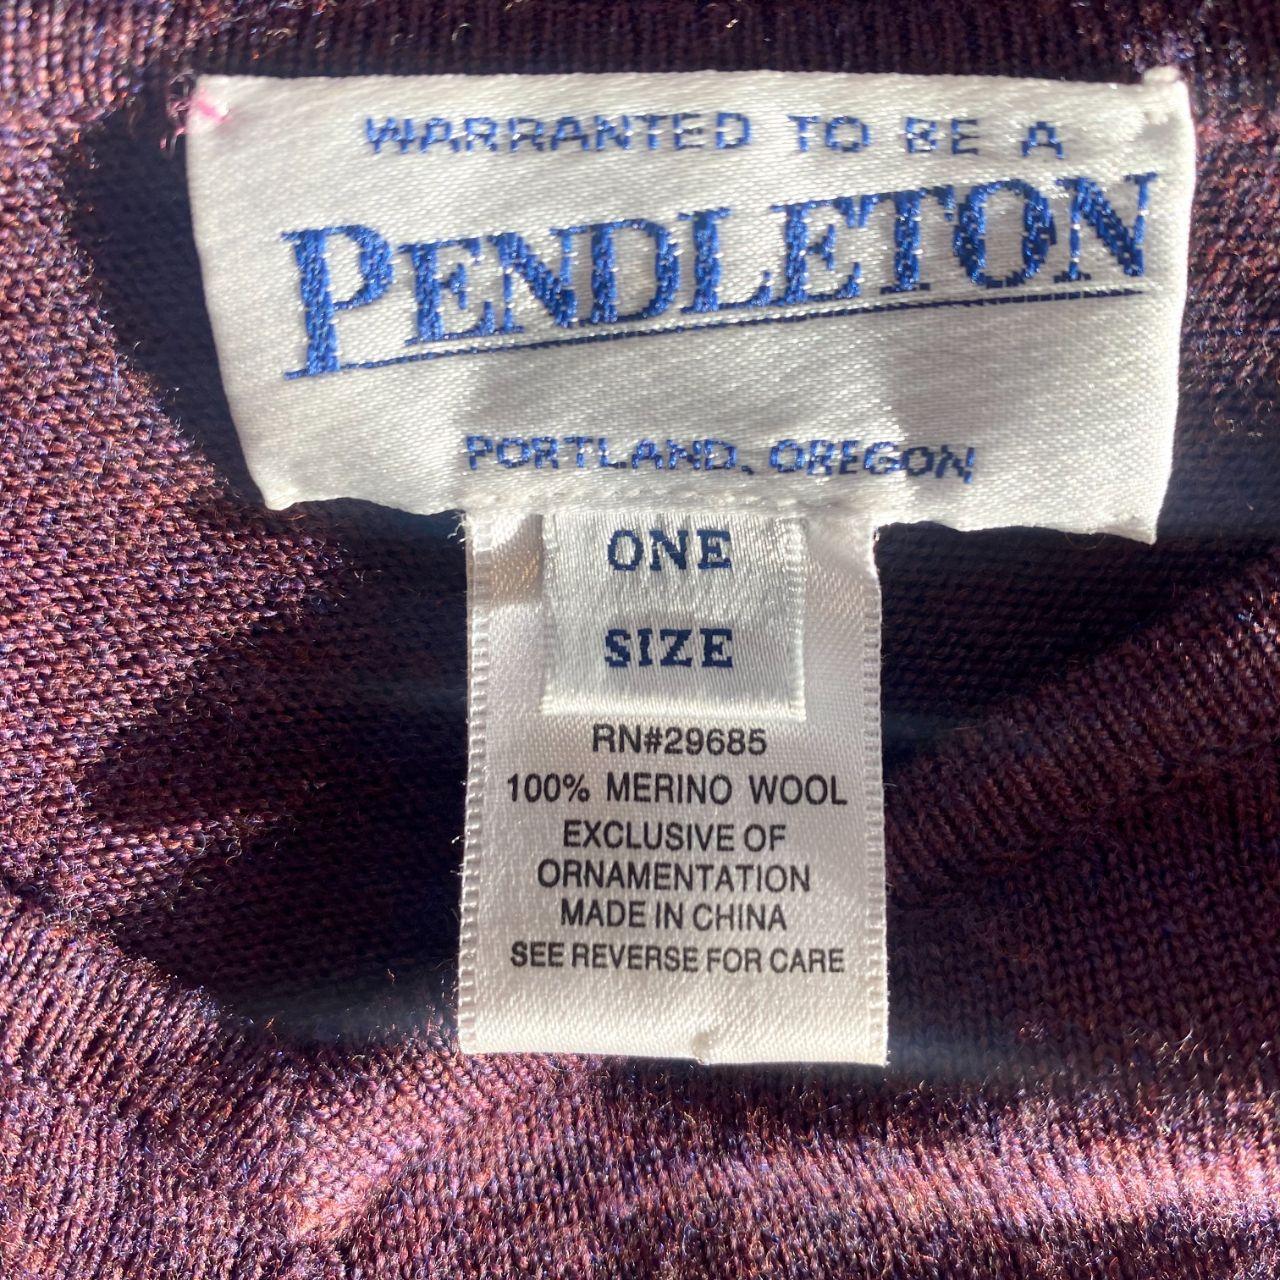 WARRANTED TO BE A
PENDLETON
PORTLAND, OREGON
ONE
SIZE
RN#29685
100% MERINO WOOL
EXCLUSIVE OF
ORNAMENTATION
MADE IN CHINA
SEE REVERSE FOR CARE